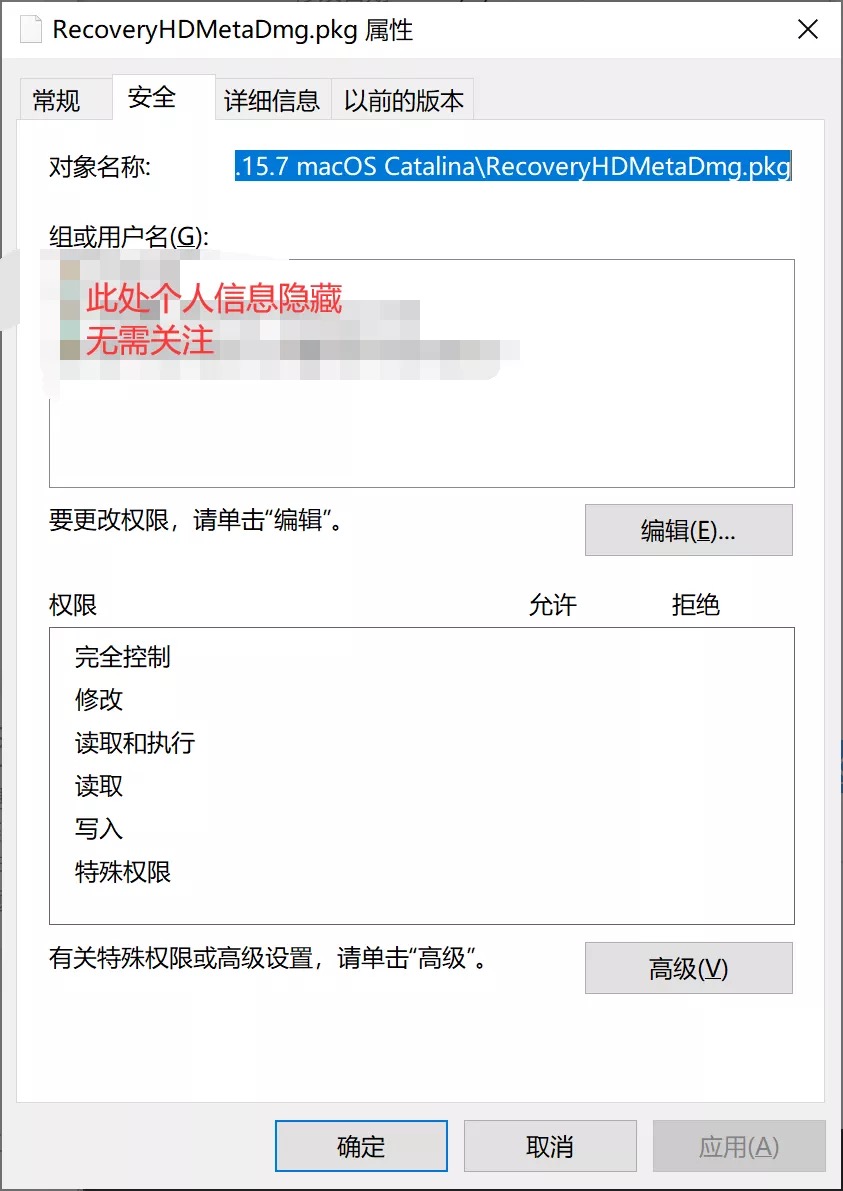 RecoveryHDMetaDmg.pkg 属性
常规 安全 详细信息 以前的版本
对象名称: .15.7 macOS Catalina\RecoveryHDMetaDmg.pkg
组或用户名(G):
此处个人信息隐藏
无需关注
要更改权限，请单击“编辑”。
编辑(E)...
权限 允许 拒绝
完全控制
修改
读取和执行
读取
写入
特殊权限
有关特殊权限或高级设置，请单击“高级”。
高级(V)
确定 取消 应用(A)